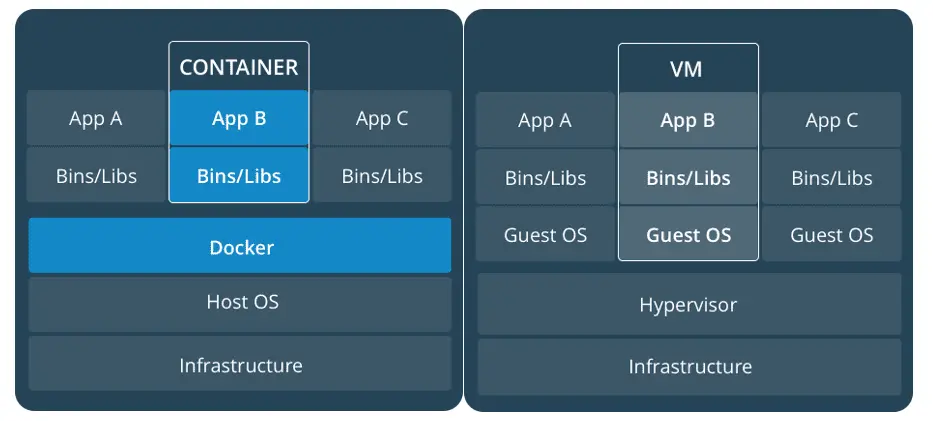 CONTAINER
App A
App B
App C
Bins/Libs
Bins/Libs
Bins/Libs
Docker
Host OS
Infrastructure
VM
App A
App B
App C
Bins/Libs
Bins/Libs
Bins/Libs
Guest OS
Guest OS
Guest OS
Hypervisor
Infrastructure